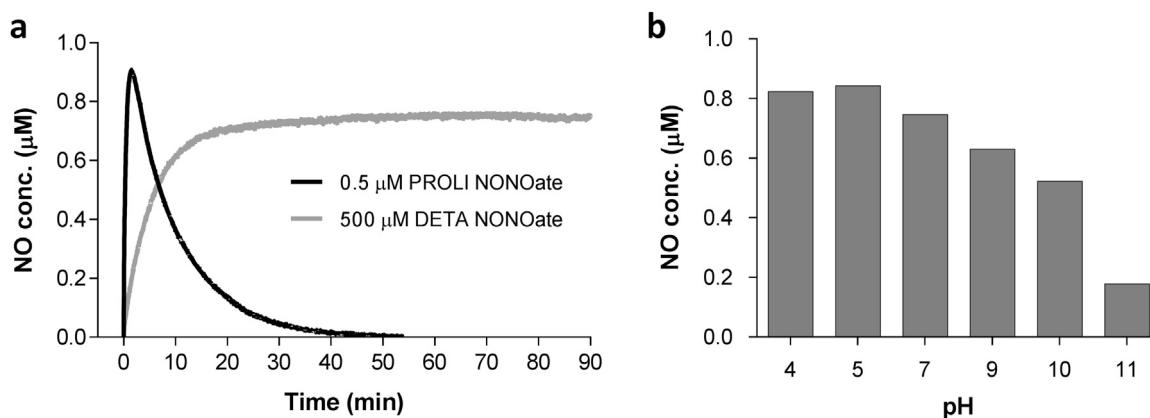 a
NO conc. (µM)
1.0
0.8
0.6
0.4
0.2
0.0
0.5 µM PROLI NONOate
500 µM DETA NONOate
0 10 20 30 40 50 60 70 80 90
Time (min)
b
NO conc. (µM)
1.0
0.8
0.6
0.4
0.2
0.0
4 5 7 9 10 11
pH